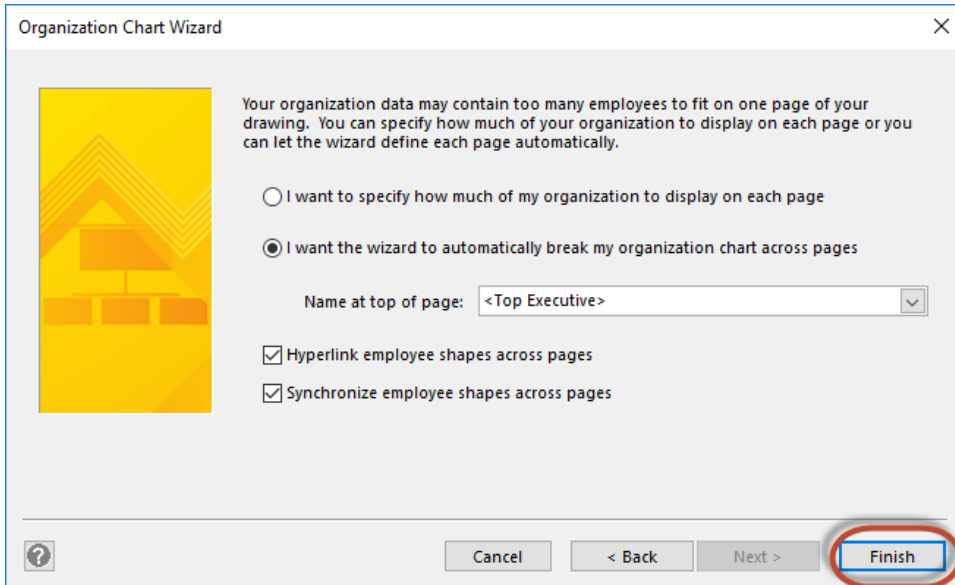 Organization Chart Wizard
Your organization data may contain too many employees to fit on one page of your
drawing. You can specify how much of your organization to display on each page or you
can let the wizard define each page automatically.
I want to specify how much of my organization to display on each page
I want the wizard to automatically break my organization chart across pages
Name at top of page: <Top Executive>
Hyperlink employee shapes across pages
Synchronize employee shapes across pages
? Cancel < Back Next > Finish